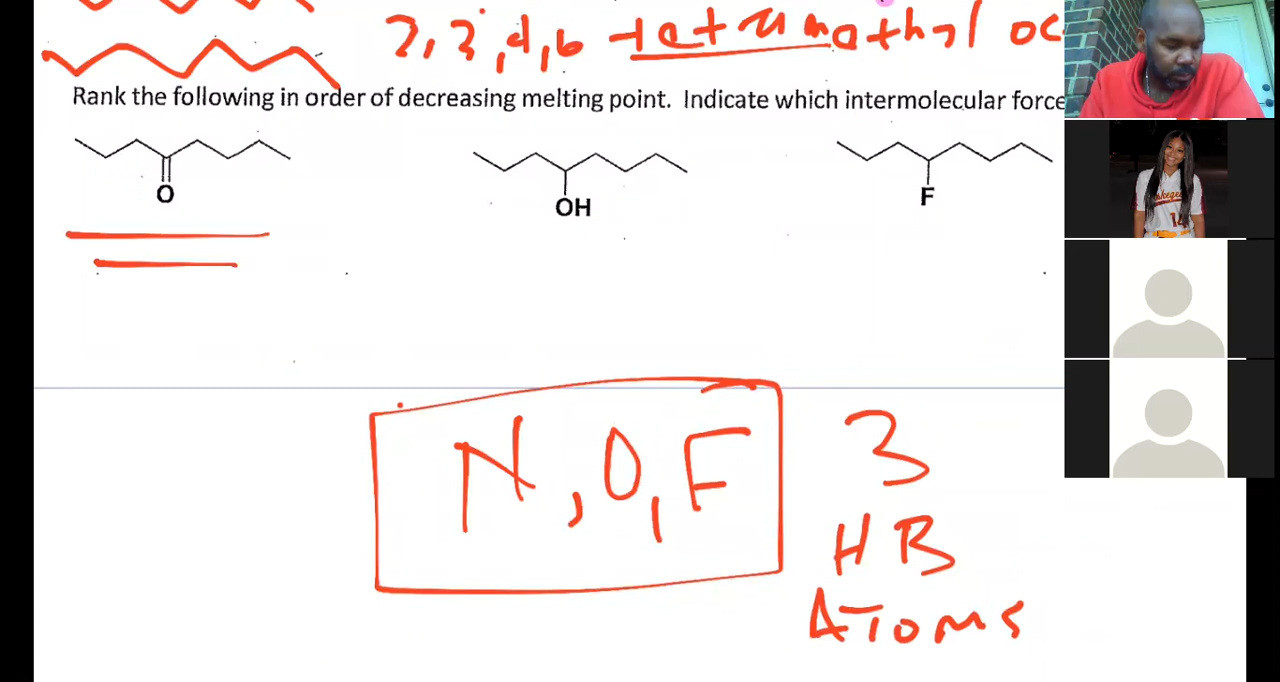 2, 3, 4, 6 tetramethyl oc
Rank the following in order of decreasing melting point. Indicate which intermolecular force
O
OH
F
N, O, F
3
HB
Atoms